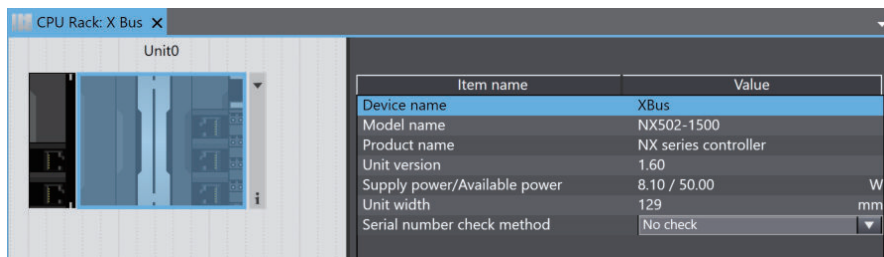 CPU Rack: X Bus
Unit0
Item name Value
Device name XBus
Model name NX502-1500
Product name NX series controller
Unit version 1.60
Supply power/Available power 8.10 / 50.00 W
Unit width 129 mm
Serial number check method No check